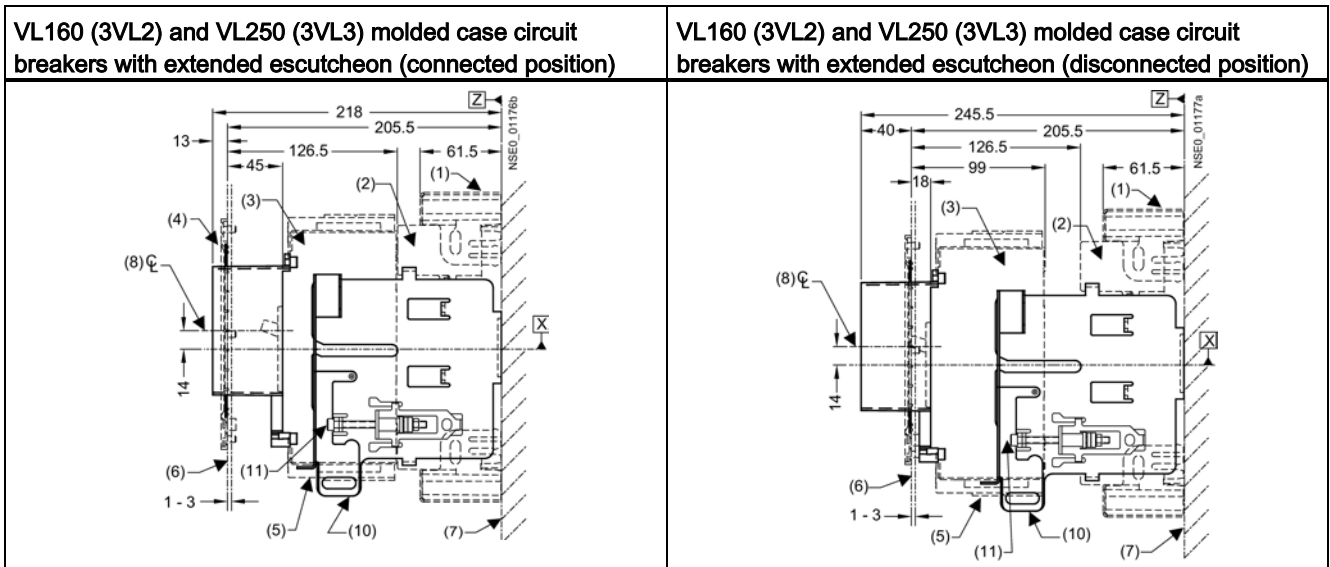 VL160 (3VL2) and VL250 (3VL3) molded case circuit
breakers with extended escutcheon (connected position)
VL160 (3VL2) and VL250 (3VL3) molded case circuit
breakers with extended escutcheon (disconnected position)
Z
218
205.5
13
126.5
61.5
45
(1)
(2)
(3)
(4)
(8) ℄
X
14
(6)
(11)
1 - 3
(5)
(10)
(7)
NSE0_01176b
Z
245.5
40
205.5
126.5
61.5
99
18
(1)
(3)
(2)
(8) ℄
X
14
(6)
1 - 3
(5)
(11)
(10)
(7)
NSE0_01177a